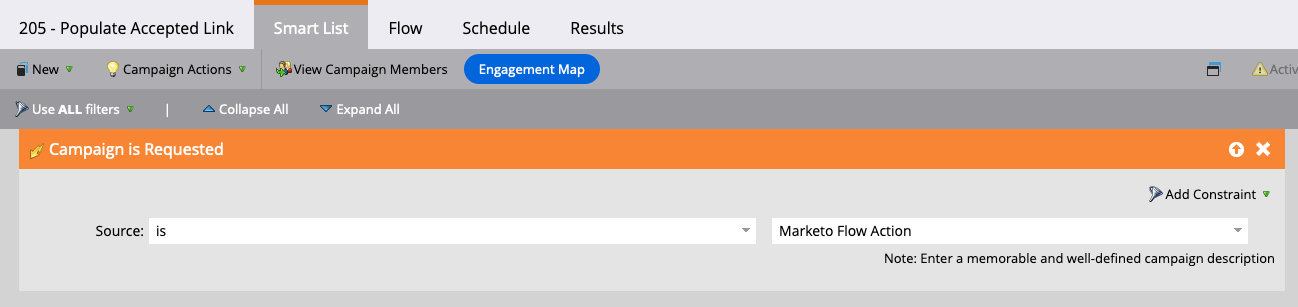 205 - Populate Accepted Link Smart List Flow Schedule Results
New Campaign Actions View Campaign Members Engagement Map Activ
Use ALL filters | Collapse All Expand All
Campaign is Requested
Add Constraint
Source: is Marketo Flow Action
Note: Enter a memorable and well-defined campaign description